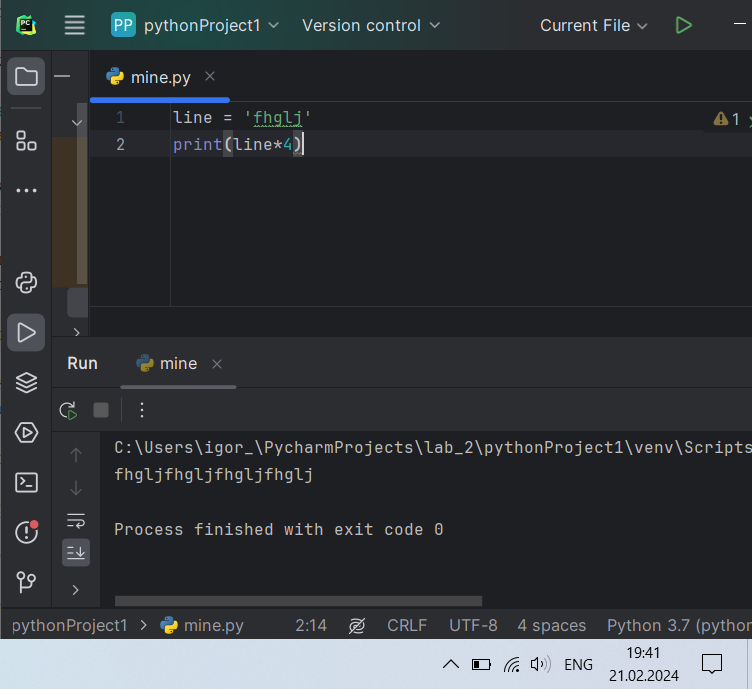 PC
PP pythonProject1 Version control Current File
mine.py
1 line = 'fhglj' 1
2 print(line*4)
Run mine
C:\Users\igor_\PycharmProjects\lab_2\pythonProject1\venv\Scripts
fhgljfhgljfhgljfhglj
Process finished with exit code 0
pythonProject1 > mine.py 2:14 CRLF UTF-8 4 spaces Python 3.7 (pythor
ENG 19:41
21.02.2024